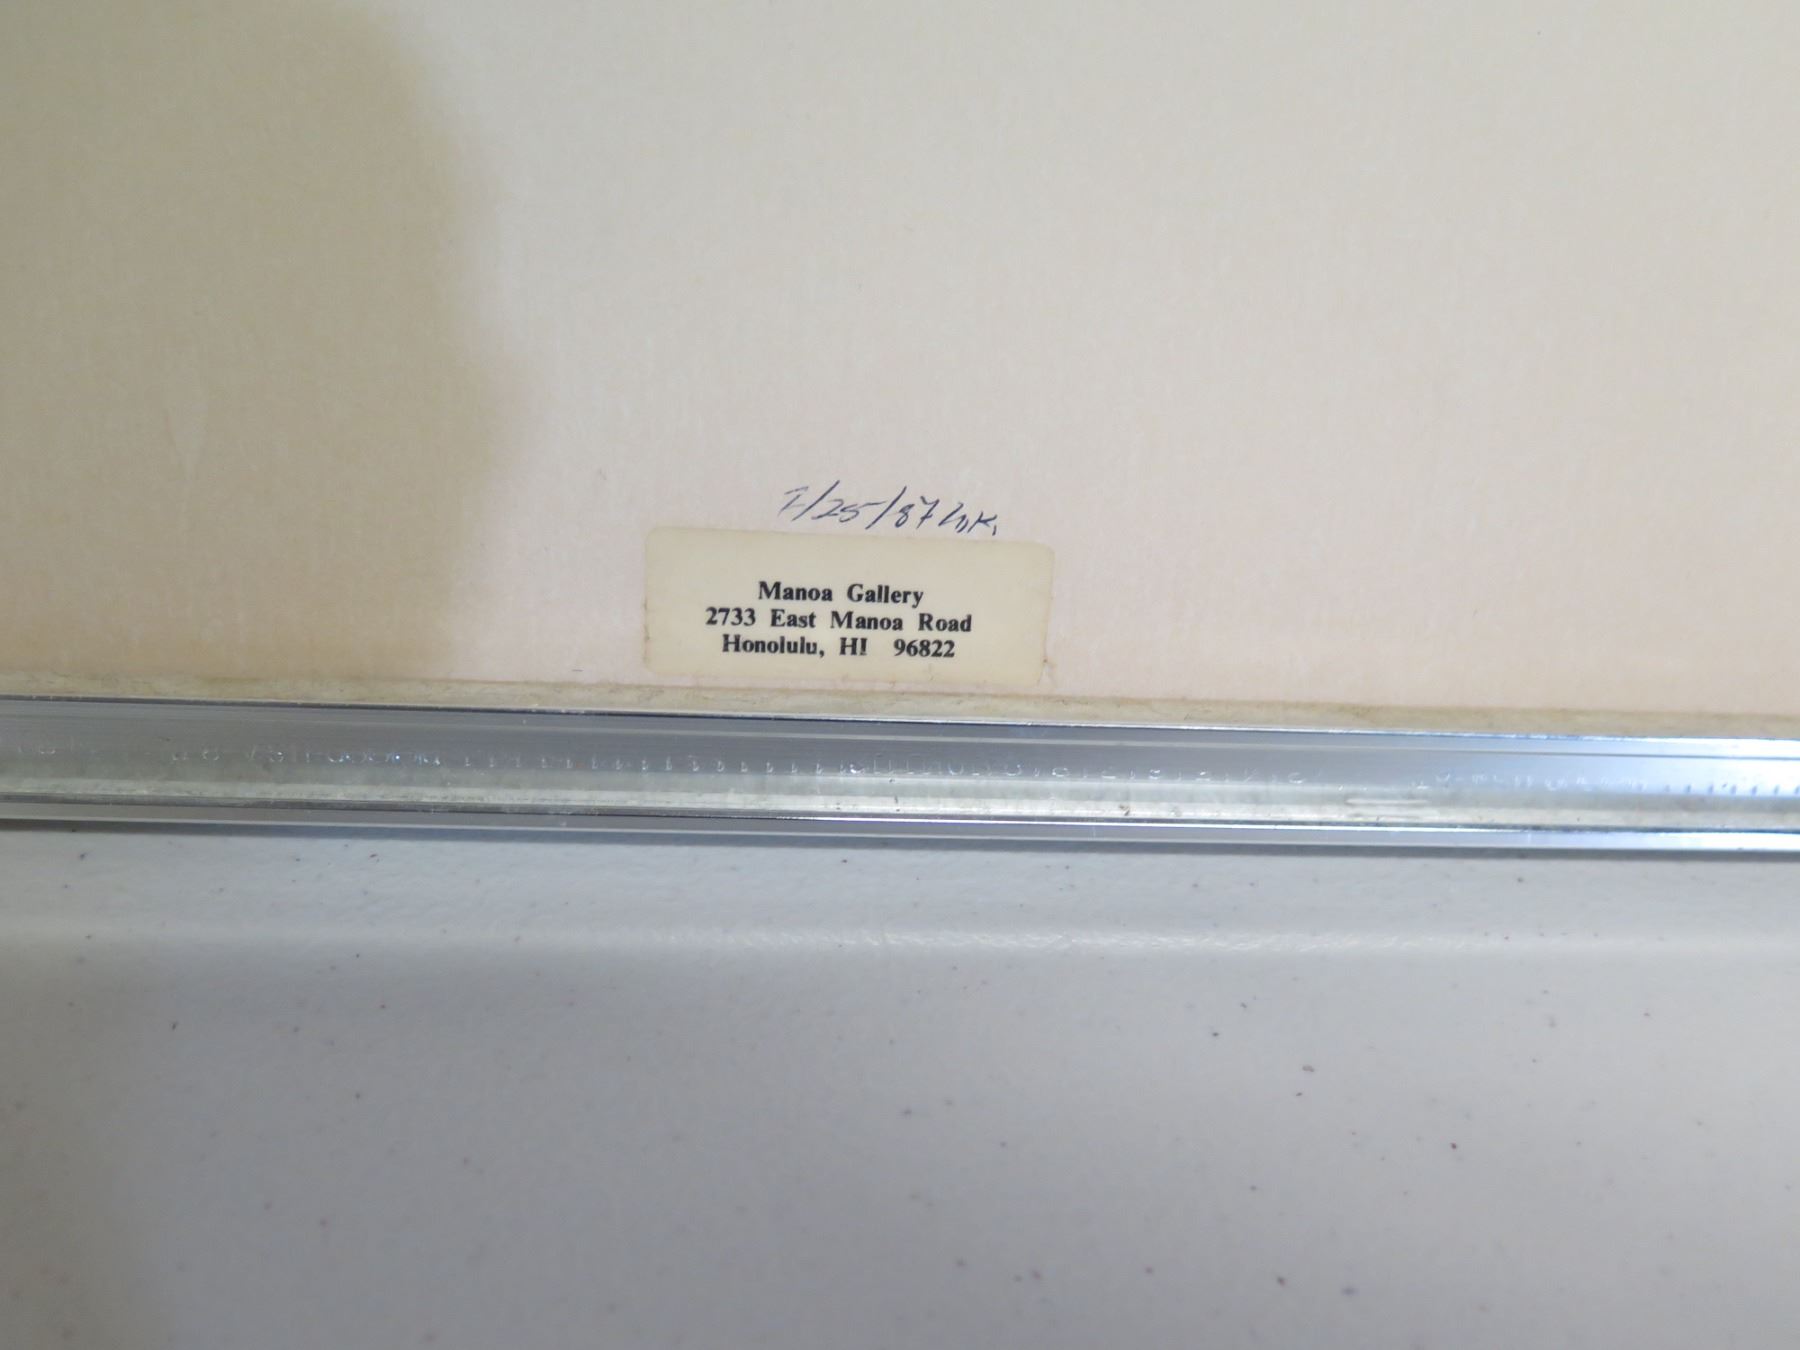 7/25/87
Manoa Gallery
2733 East Manoa Road
Honolulu, HI 96822